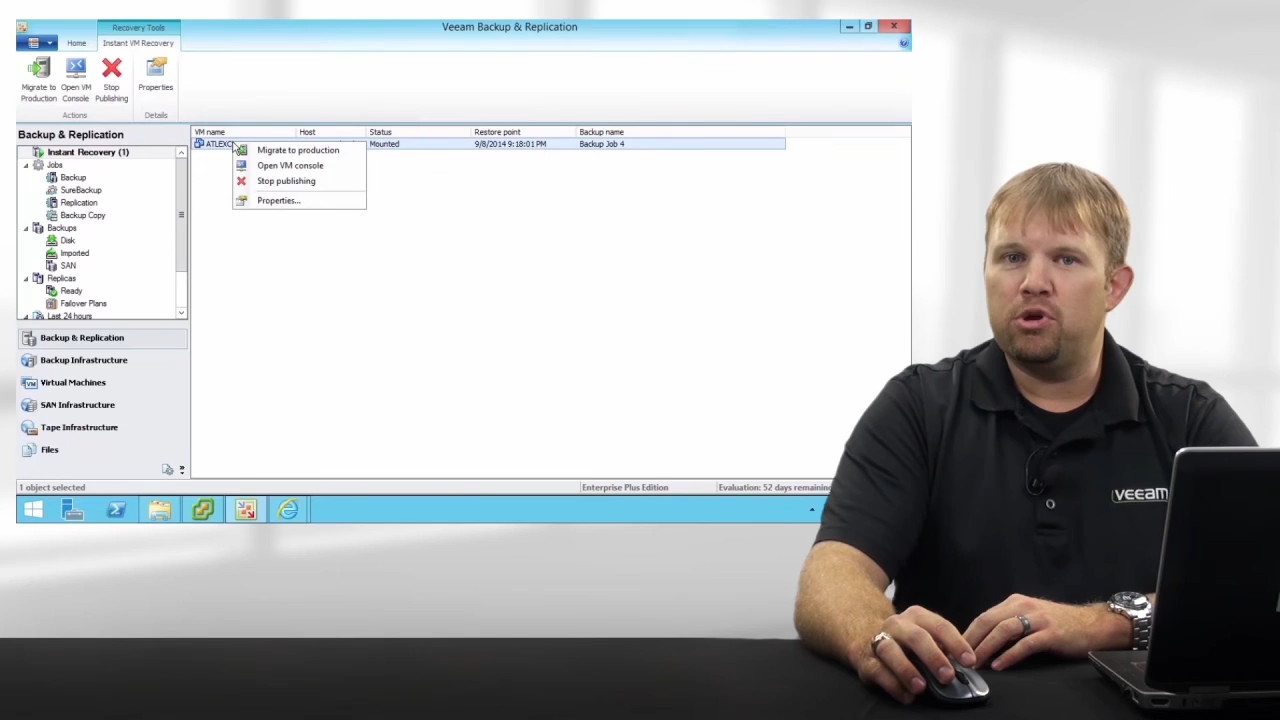 Recovery Tools
Veeam Backup & Replication
Home
Instant VM Recovery
Migrate to Production
Open VM Console
Stop Publishing
Properties
Actions
Details
Backup & Replication
Instant Recovery (1)
Jobs
Backup
SureBackup
Replication
Backup Copy
Backups
Disk
Imported
SAN
Replicas
Ready
Failover Plans
Last 24 hours
Backup & Replication
Backup Infrastructure
Virtual Machines
SAN Infrastructure
Tape Infrastructure
Files
VM name Host Status Restore point Backup name
Mounted 9/8/2014 9:18:01 PM Backup Job 4
Migrate to production
Open VM console
Stop publishing
Properties...
1 object selected
Enterprise Plus Edition
Evaluation: 52 days remaining
veeam